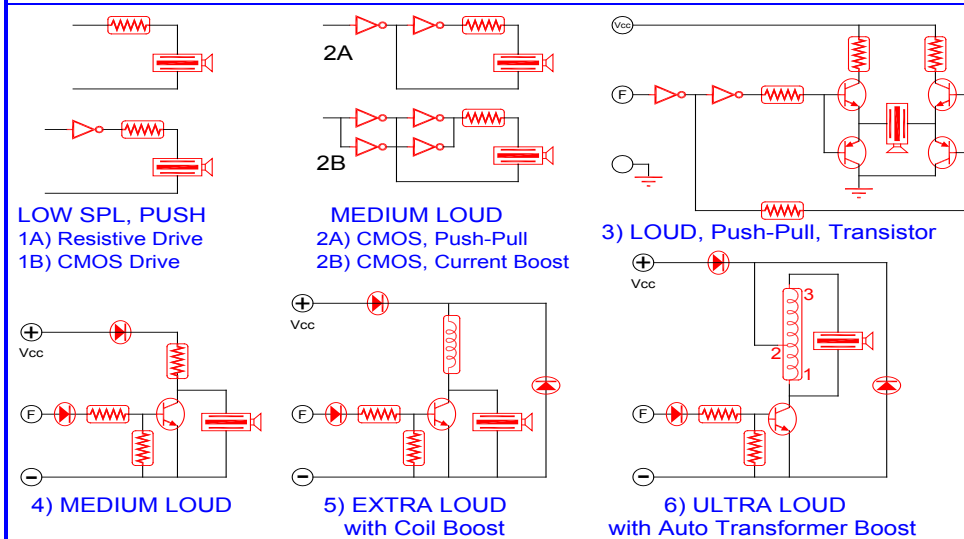 2A
2B
LOW SPL, PUSH
1A) Resistive Drive
1B) CMOS Drive
MEDIUM LOUD
2A) CMOS, Push-Pull
2B) CMOS, Current Boost
Vcc
F
3) LOUD, Push-Pull, Transistor
+
Vcc
F
−
4) MEDIUM LOUD
+
Vcc
F
−
5) EXTRA LOUD
with Coil Boost
+
Vcc
3
2
1
F
−
6) ULTRA LOUD
with Auto Transformer Boost